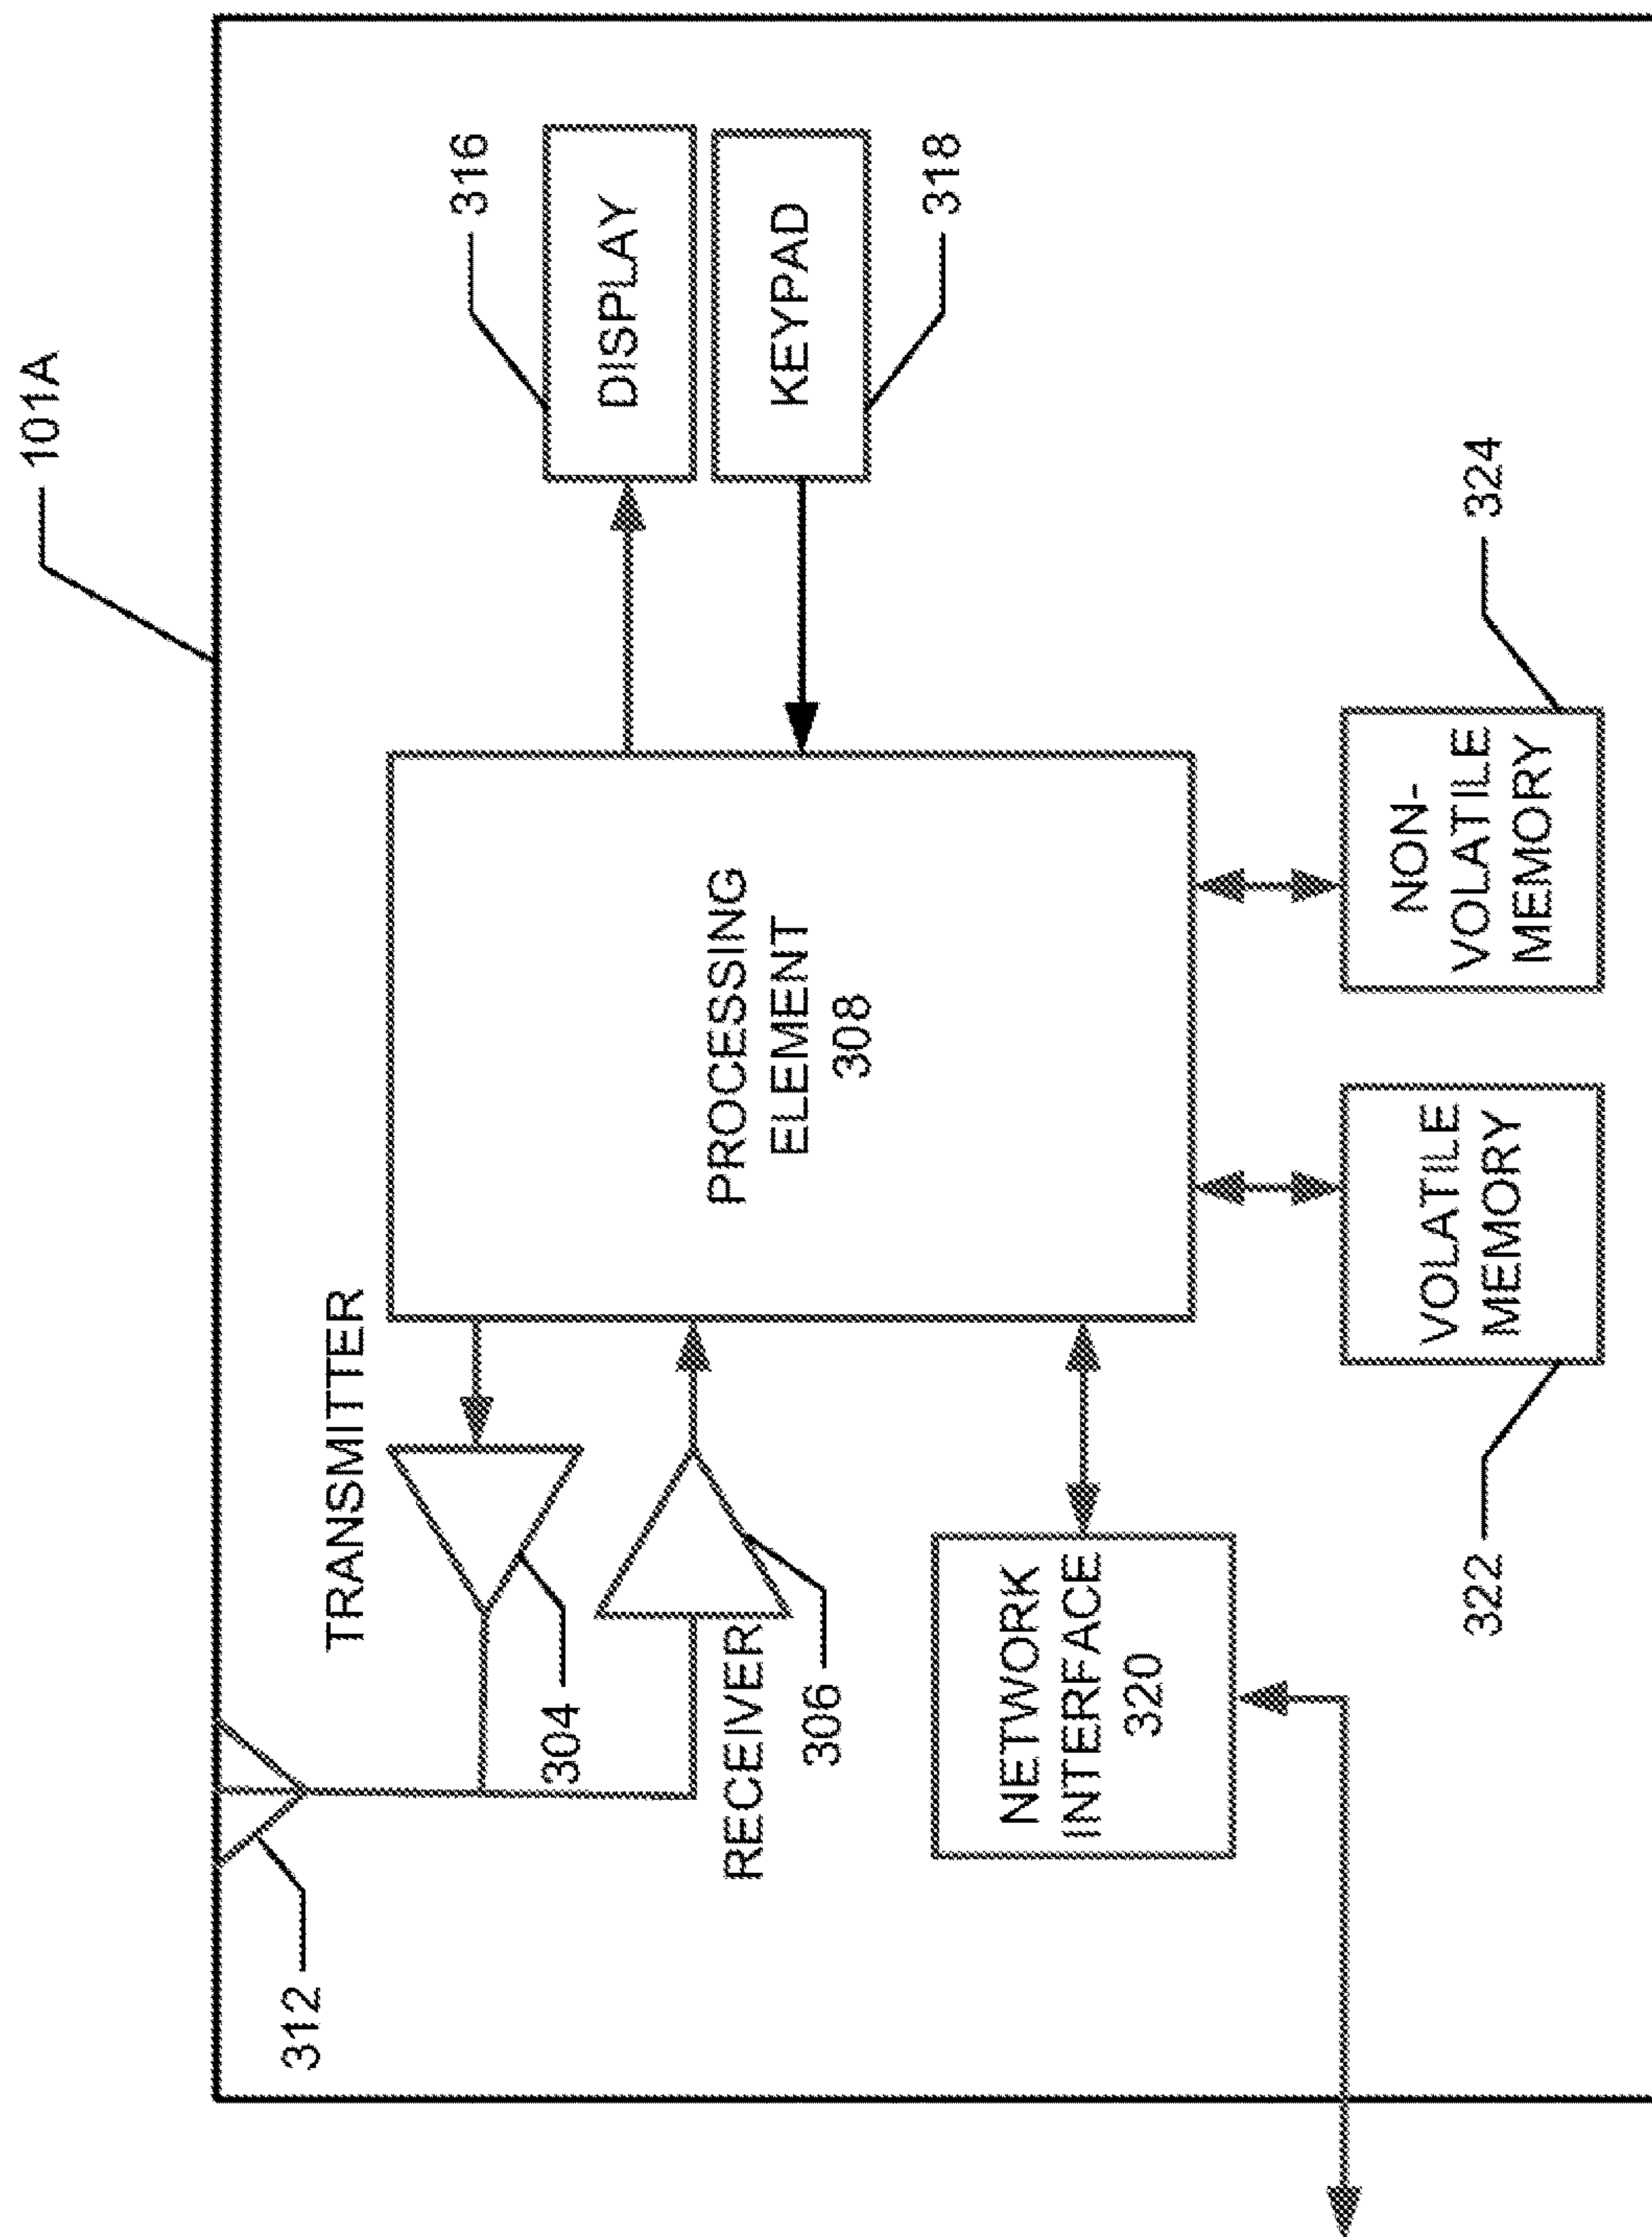 101A
312
TRANSMITTER
304
RECEIVER
306
PROCESSING
ELEMENT
308
316
DISPLAY
KEYPAD
318
NETWORK
INTERFACE
320
322
VOLATILE
MEMORY
NON-
VOLATILE
MEMORY
324